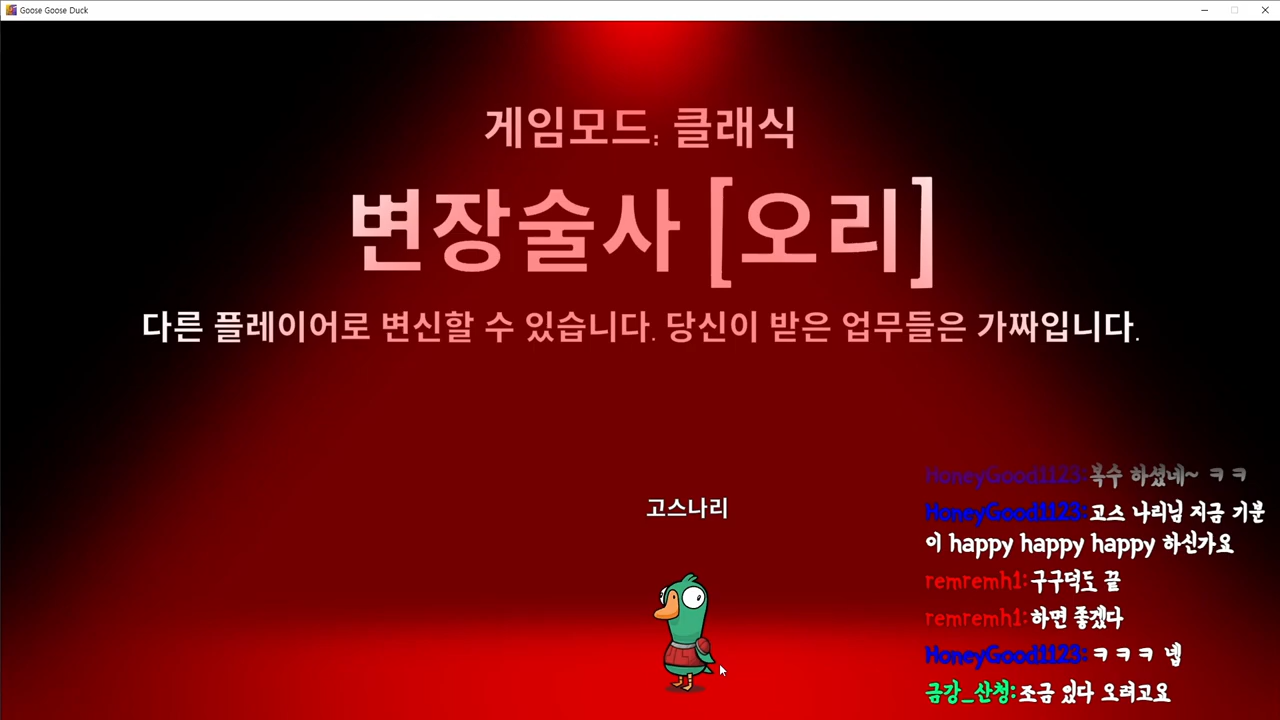 Goose Goose Duck
게임모드: 클래식
변장술사 [오리]
다른 플레이어로 변신할 수 있습니다. 당신이 받은 업무들은 가짜입니다.
고스나리
HoneyGood1123: 복수 하셨네~ ㅋㅋ
HoneyGood1123: 고스 나리님 지금 기분
이 happy happy happy 하신가요
remremh1: 구구덕도 끝
remremh1: 하면 좋겠다
HoneyGood1123: ㅋㅋㅋ 넵
금강_산청: 조금 있다 오려고요